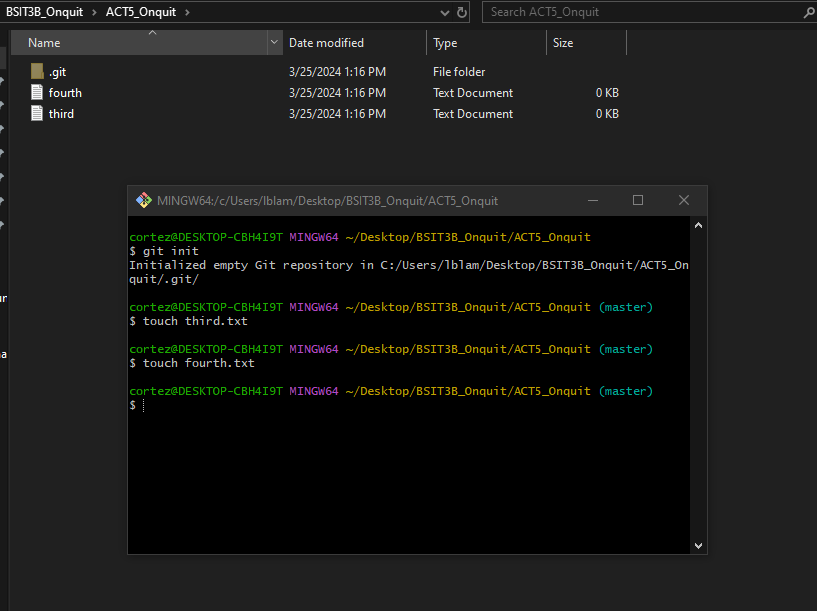 BSIT3B_Onquit > ACT5_Onquit >
Search ACT5_Onquit
Name Date modified Type Size
.git 3/25/2024 1:16 PM File folder
fourth 3/25/2024 1:16 PM Text Document 0 KB
third 3/25/2024 1:16 PM Text Document 0 KB
MINGW64:/c/Users/lblam/Desktop/BSIT3B_Onquit/ACT5_Onquit
cortez@DESKTOP-CBH4I9T MINGW64 ~/Desktop/BSIT3B_Onquit/ACT5_Onquit
$ git init
Initialized empty Git repository in C:/Users/lblam/Desktop/BSIT3B_Onquit/ACT5_On
quit/.git/
cortez@DESKTOP-CBH4I9T MINGW64 ~/Desktop/BSIT3B_Onquit/ACT5_Onquit (master)
$ touch third.txt
cortez@DESKTOP-CBH4I9T MINGW64 ~/Desktop/BSIT3B_Onquit/ACT5_Onquit (master)
$ touch fourth.txt
cortez@DESKTOP-CBH4I9T MINGW64 ~/Desktop/BSIT3B_Onquit/ACT5_Onquit (master)
$